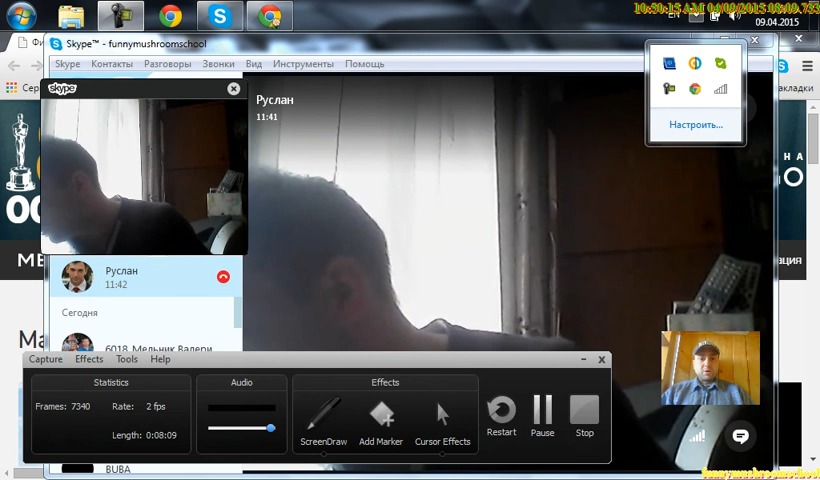 10:50:15 AM 04/09/2015 08:09.733
EN
09.04.2015
Skype™ - funnymushroomschool
Skype Контакты Разговоры Звонки Вид Инструменты Помощь
skype
Руслан
11:41
Настроить...
Руслан
11:42
Сегодня
6018 Мельник Валери
Capture Effects Tools Help
Statistics
Audio
Effects
Frames: 7340 Rate: 2 fps
Length: 0:08:09
ScreenDraw Add Marker Cursor Effects Restart Pause Stop
BUBA
funnymushroomschool